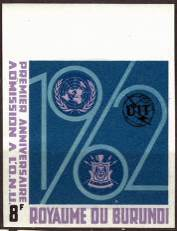 1962
UIT
PREMIER ANNIVERSAIRE
ADMISSION A L'O.N.U.
8F
ROYAUME DU BURUNDI